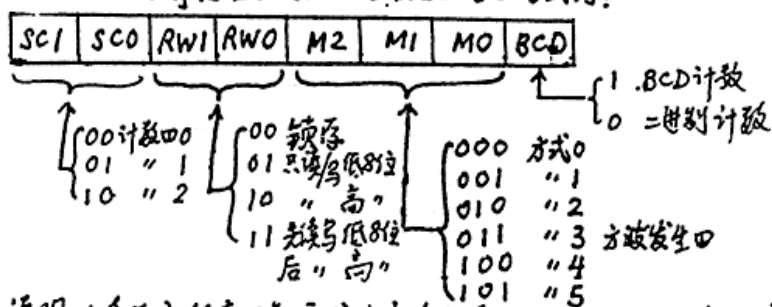 SC1 SC0 RW1 RW0 M2 M1 M0 BCD
1 .BCD计数
0 二进制计数
00 计数四0
01 〃 1
10 〃 2
00 锁存
01 只读写低8位
10 〃 高〃
11 先读写低8位
后〃 高〃
000 方式0
001 〃1
010 〃2
011 〃3 方波发生四
100 〃4
101 〃5